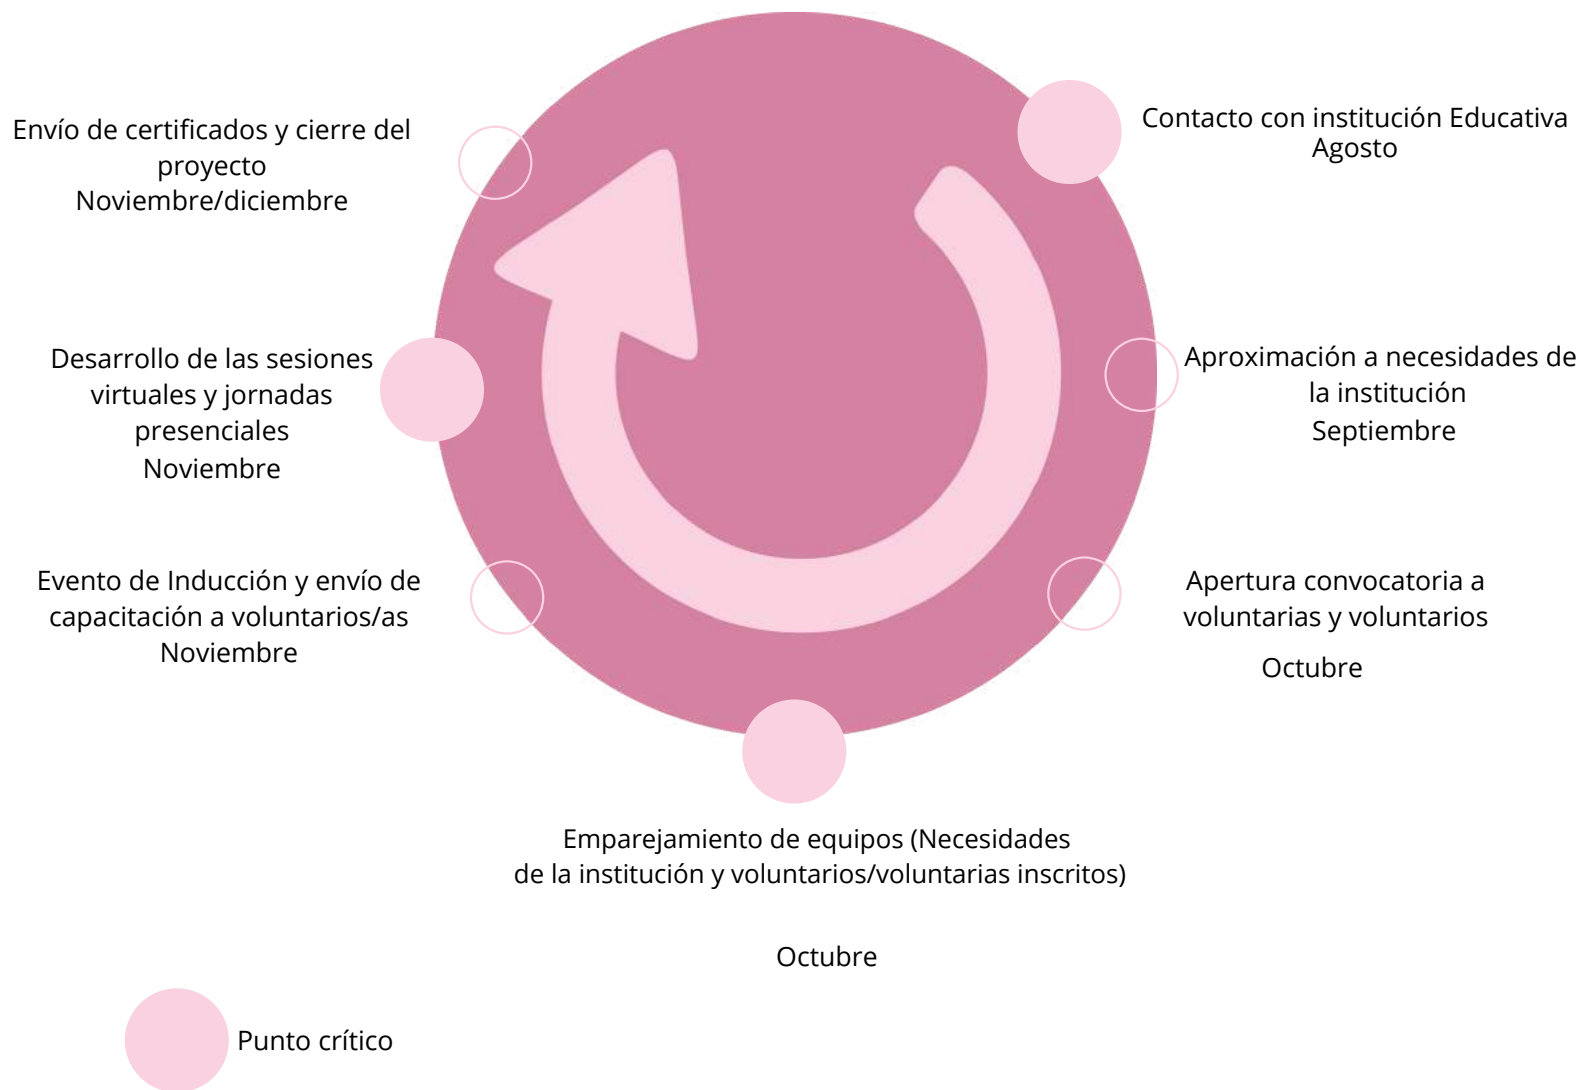 Contacto con institución Educativa
Agosto
Aproximación a necesidades de
la institución
Septiembre
Apertura convocatoria a
voluntarias y voluntarios
Octubre
Emparejamiento de equipos (Necesidades
de la institución y voluntarios/voluntarias inscritos)
Octubre
Evento de Inducción y envío de
capacitación a voluntarios/as
Noviembre
Desarrollo de las sesiones
virtuales y jornadas
presenciales
Noviembre
Envío de certificados y cierre del
proyecto
Noviembre/diciembre
Punto crítico